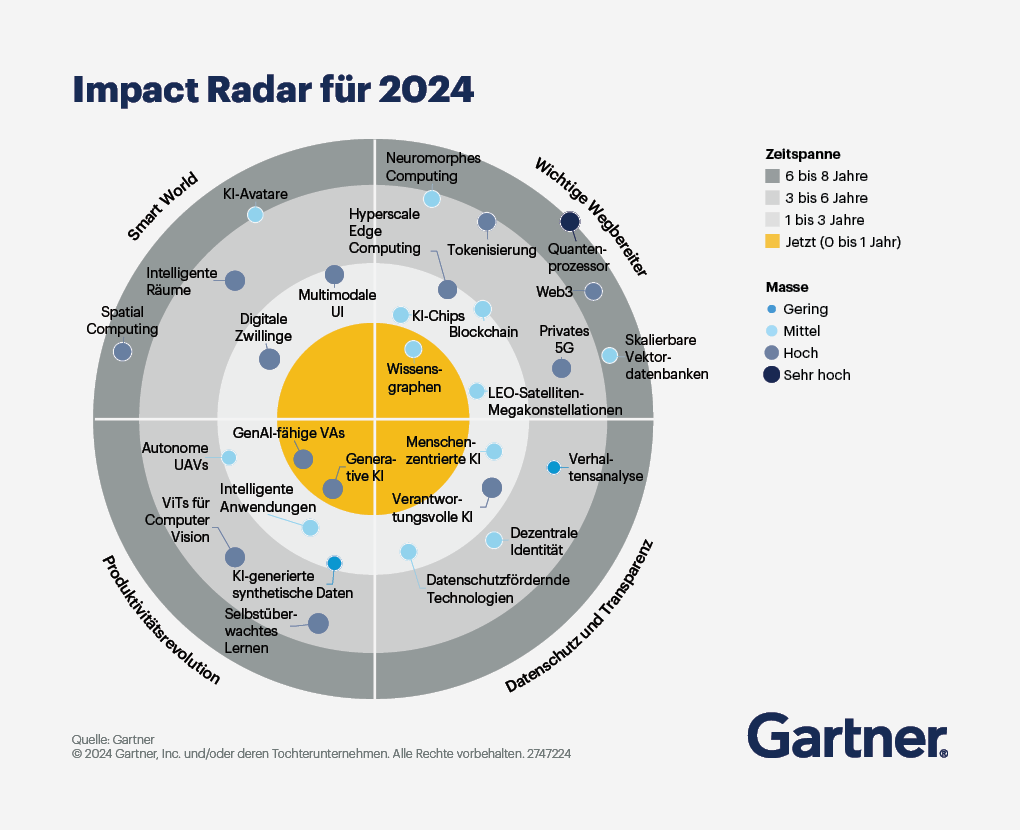 Impact Radar für 2024
Smart World
Wichtige Wegbereiter
Produktivitätsrevolution
Datenschutz und Transparenz
KI-Avatare
Intelligente
Räume
Spatial
Computing
Digitale
Zwillinge
Multimodale
UI
Neuromorphes
Computing
Hyperscale
Edge
Computing
Tokenisierung
Quanten-
prozessor
Web3
KI-Chips
Blockchain
Privates
5G
Skalierbare
Vektor-
datenbanken
Wissens-
graphen
LEO-Satelliten-
Megakonstellationen
GenAI-fähige VAs
Autonome
UAVs
Genera-
tive KI
Intelligente
Anwendungen
ViTs für
Computer
Vision
KI-generierte
synthetische Daten
Selbstüber-
wachtes
Lernen
Menschen-
zentrierte KI
Verhal-
tensanalyse
Verantwor-
tungsvolle KI
Dezentrale
Identität
Datenschutzfördernde
Technologien
Zeitspanne
6 bis 8 Jahre
3 bis 6 Jahre
1 bis 3 Jahre
Jetzt (0 bis 1 Jahr)
Masse
Gering
Mittel
Hoch
Sehr hoch
Quelle: Gartner
© 2024 Gartner, Inc. und/oder deren Tochterunternehmen. Alle Rechte vorbehalten. 2747224
Gartner®